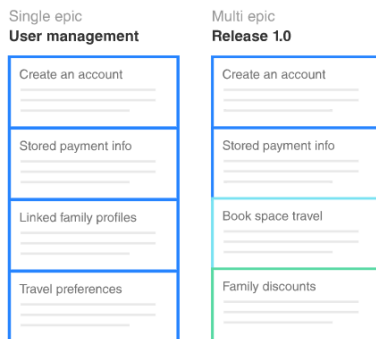 Single epic
User management
Create an account
Stored payment info
Linked family profiles
Travel preferences
Multi epic
Release 1.0
Create an account
Stored payment info
Book space travel
Family discounts